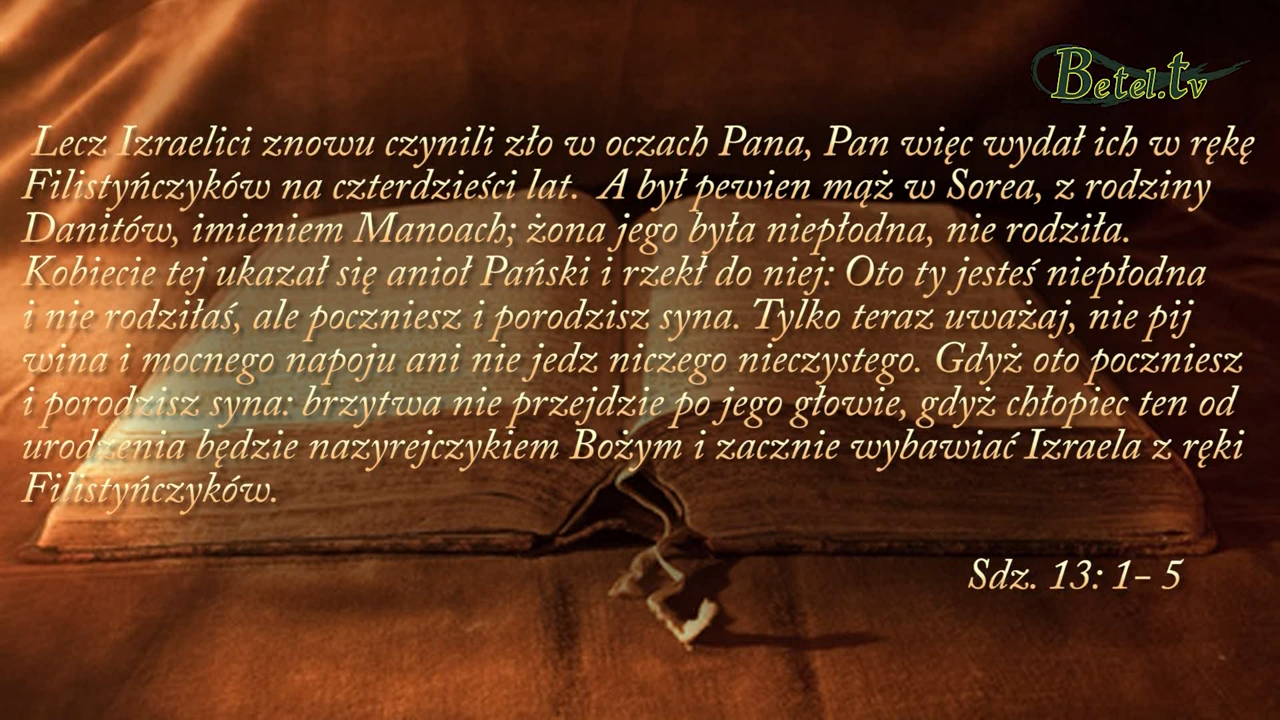 Betel.tv
Lecz Izraelici znowu czynili zło w oczach Pana, Pan więc wydał ich w rękę
Filistyńczyków na czterdzieści lat. A był pewien mąż w Sorea, z rodziny
Danitów, imieniem Manoach; żona jego była niepłodna, nie rodziła.
Kobiecie tej ukazał się anioł Pański i rzekł do niej: Oto ty jesteś niepłodna
i nie rodziłaś, ale poczniesz i porodzisz syna. Tylko teraz uważaj, nie pij
wina i mocnego napoju ani nie jedz niczego nieczystego. Gdyż oto poczniesz
i porodzisz syna: brzytwa nie przejdzie po jego głowie, gdyż chłopiec ten od
urodzenia będzie nazyrejczykiem Bożym i zacznie wybawiać Izraela z ręki
Filistyńczyków.
Sdz. 13: 1- 5